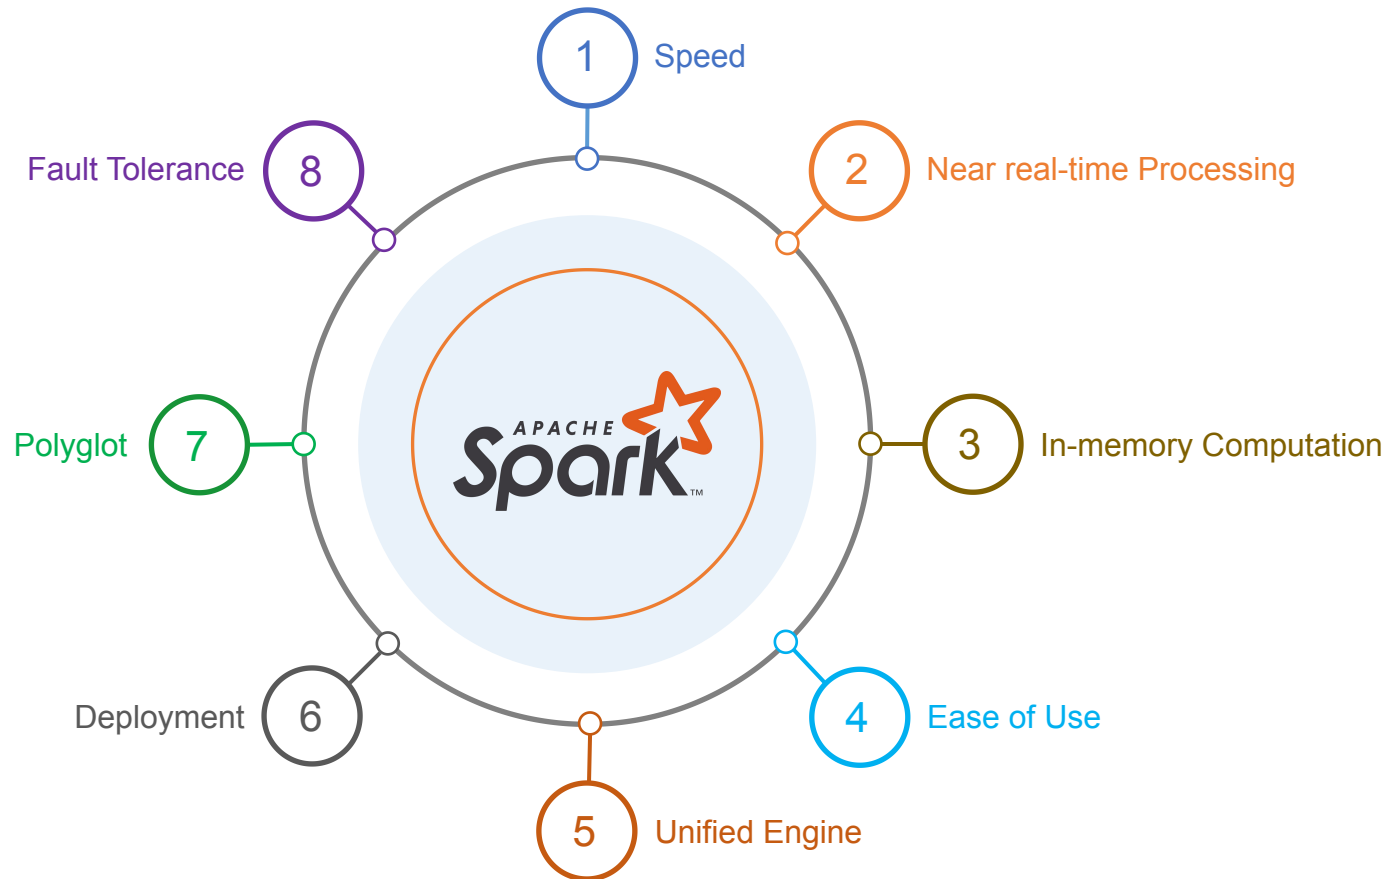 1 Speed
2 Near real-time Processing
3 In-memory Computation
4 Ease of Use
5 Unified Engine
6 Deployment
7 Polyglot
8 Fault Tolerance
APACHE
Spark
TM